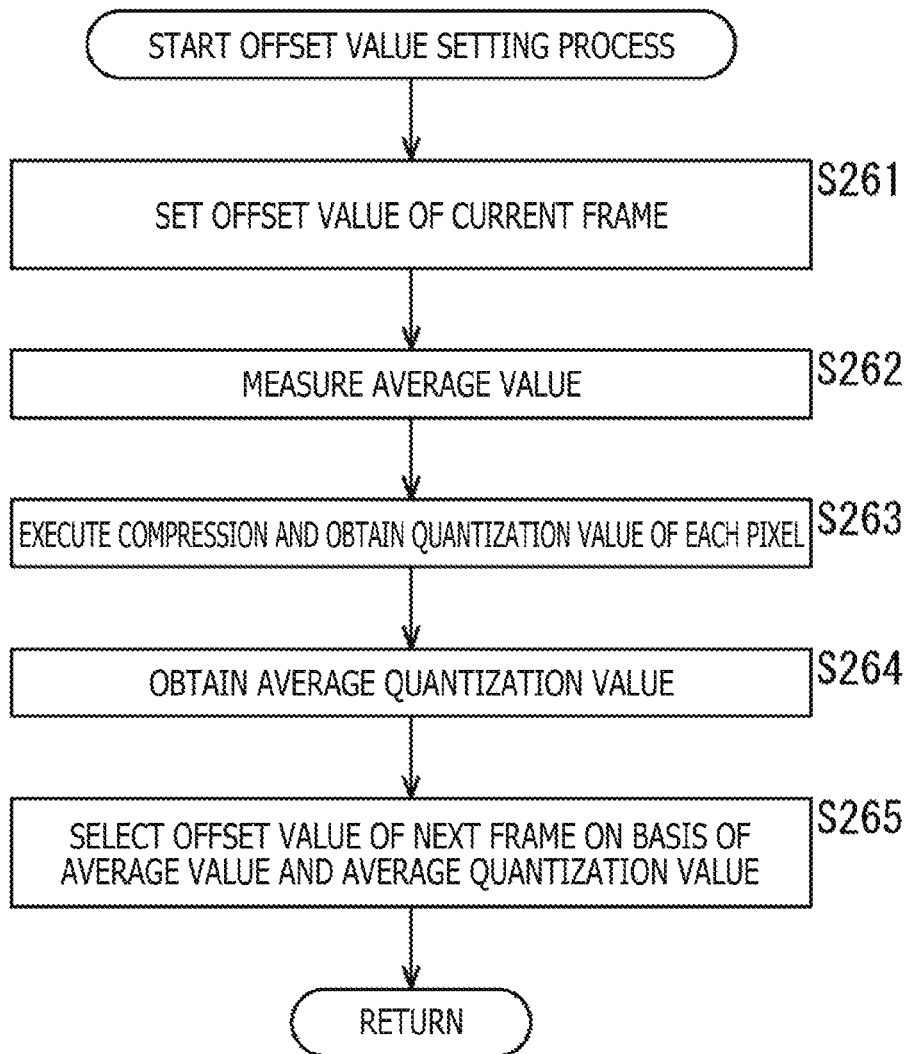 START OFFSET VALUE SETTING PROCESS
S261
SET OFFSET VALUE OF CURRENT FRAME
S262
MEASURE AVERAGE VALUE
S263
EXECUTE COMPRESSION AND OBTAIN QUANTIZATION VALUE OF EACH PIXEL
S264
OBTAIN AVERAGE QUANTIZATION VALUE
S265
SELECT OFFSET VALUE OF NEXT FRAME ON BASIS OF
AVERAGE VALUE AND AVERAGE QUANTIZATION VALUE
RETURN